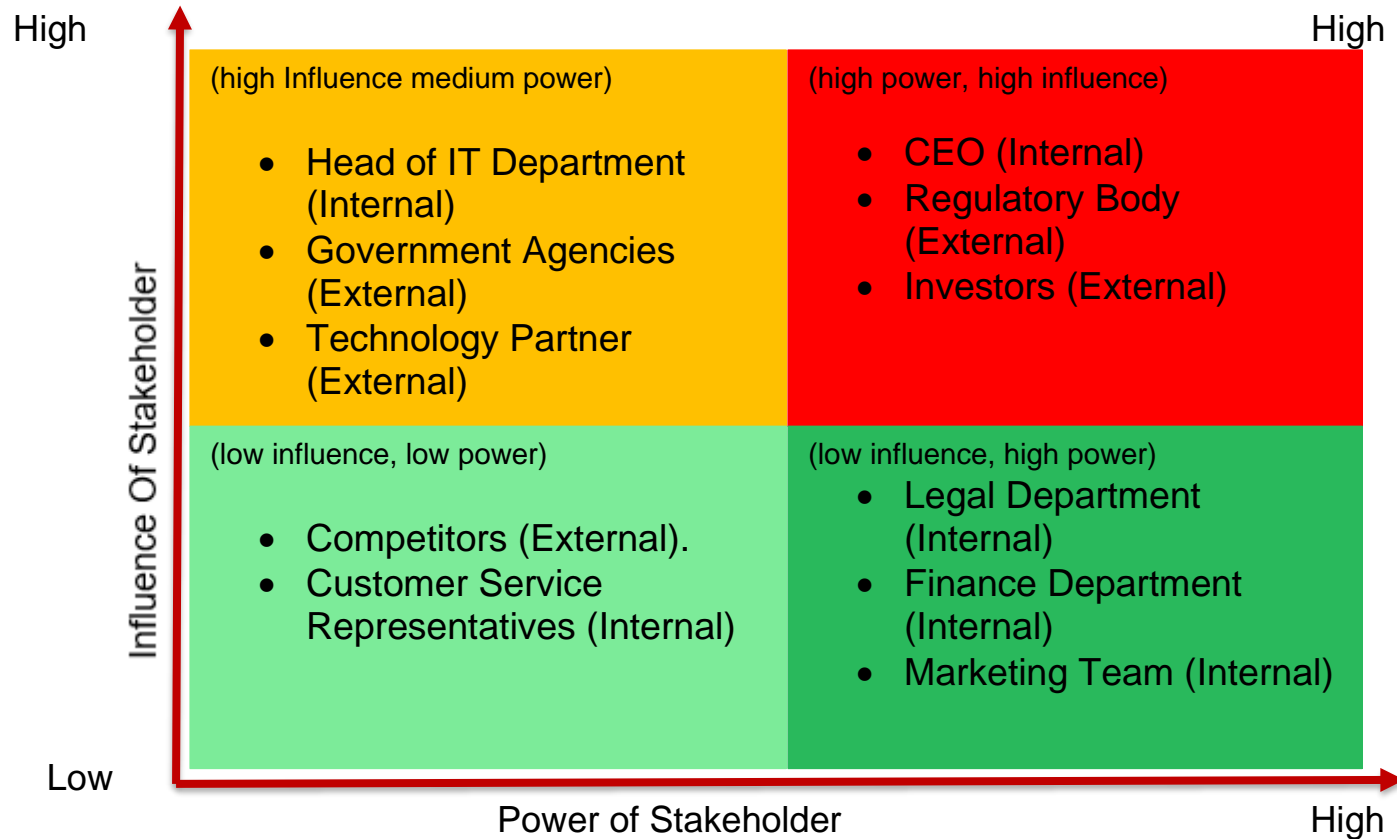 High
High
(high Influence medium power)
• Head of IT Department
(Internal)
• Government Agencies
(External)
• Technology Partner
(External)
(high power, high influence)
• CEO (Internal)
• Regulatory Body
(External)
• Investors (External)
Influence Of Stakeholder
(low influence, low power)
• Competitors (External).
• Customer Service
Representatives (Internal)
(low influence, high power)
• Legal Department
(Internal)
• Finance Department
(Internal)
• Marketing Team (Internal)
Low
Power of Stakeholder
High